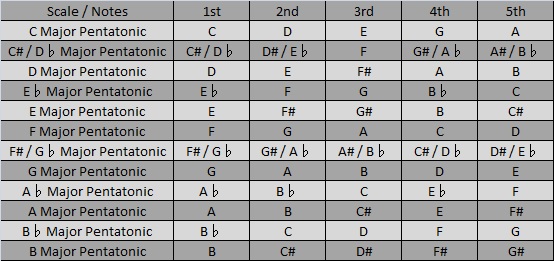 Scale / Notes 1st 2nd 3rd 4th 5th
C Major Pentatonic C D E G A
C# / D♭ Major Pentatonic C# / D♭ D# / E♭ F G# / A♭ A# / B♭
D Major Pentatonic D E F# A B
E♭ Major Pentatonic E♭ F G B♭ C
E Major Pentatonic E F# G# B C#
F Major Pentatonic F G A C D
F# / G♭ Major Pentatonic F# / G♭ G# / A♭ A# / B♭ C# / D♭ D# / E♭
G Major Pentatonic G A B D E
A♭ Major Pentatonic A♭ B♭ C E♭ F
A Major Pentatonic A B C# E F#
B♭ Major Pentatonic B♭ C D F G
B Major Pentatonic B C# D# F# G#